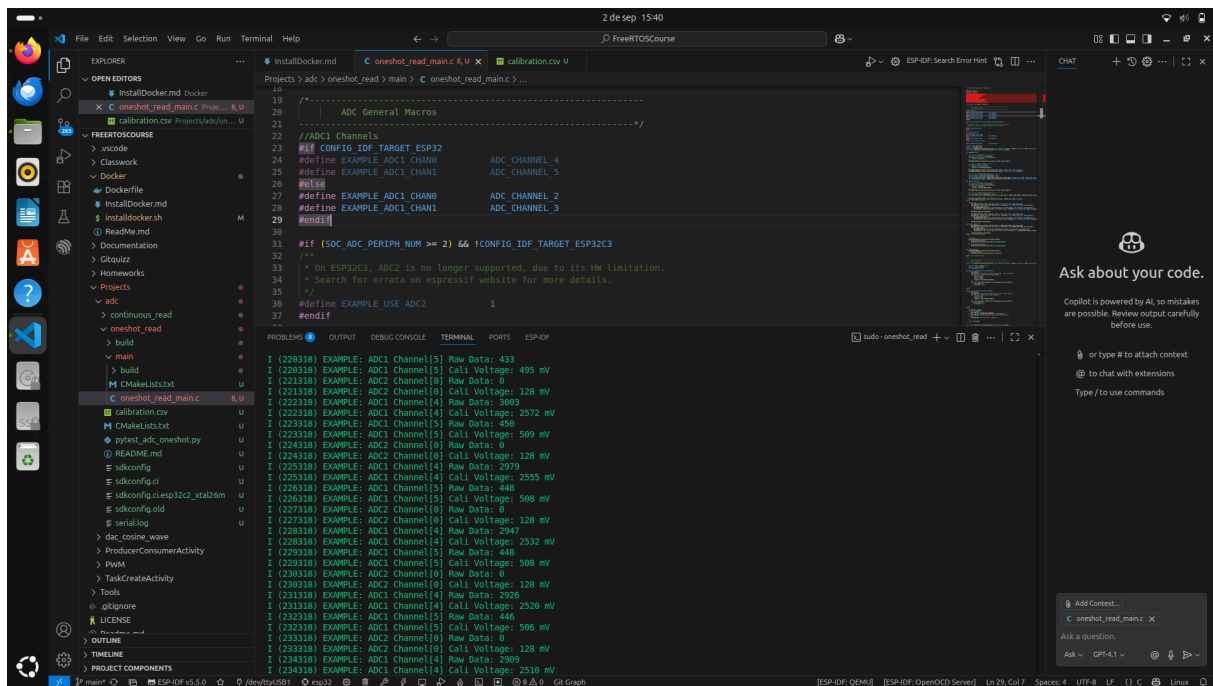 2 de sep 15:40
File Edit Selection View Go Run Terminal Help
FreeRTOSCourse
EXPLORER
OPEN EDITORS
InstallDocker.md Docker
oneshot_read_main.c Proje... 8, U
calibration.csv Projects/adc/on... U
FREERTOSCOURSE
.vscode
Classwork
Docker
Dockerfile
InstallDocker.md
installdocker.sh M
ReadMe.md
Documentation
Gitquizz
Homeworks
Projects
adc
continuous_read
oneshot_read
build
main
build
CMakeLists.txt
oneshot_read_main.c 8, U
calibration.csv U
CMakeLists.txt U
pytest_adc_oneshot.py U
README.md U
sdkconfig U
sdkconfig.ci U
sdkconfig.ci.esp32c2_xtal26m U
sdkconfig.old U
serial.log U
dac_cosine_wave
ProducerConsumerActivity
PWM
TaskCreateActivity
Tools
.gitignore
LICENSE
OUTLINE
TIMELINE
PROJECT COMPONENTS
InstallDocker.md
oneshot_read_main.c 8, U
calibration.csv U
ESP-IDF: Search Error Hint
Projects > adc > oneshot_read > main > C oneshot_read_main.c > ...
18
19 /*---------------------------------------------------------------
20 ADC General Macros
21 ---------------------------------------------------------------*/
22 //ADC1 Channels
23 #if CONFIG_IDF_TARGET_ESP32
24 #define EXAMPLE_ADC1_CHAN0 ADC_CHANNEL_4
25 #define EXAMPLE_ADC1_CHAN1 ADC_CHANNEL_5
26 #else
27 #define EXAMPLE_ADC1_CHAN0 ADC_CHANNEL_2
28 #define EXAMPLE_ADC1_CHAN1 ADC_CHANNEL_3
29 #endif
30
31 #if (SOC_ADC_PERIPH_NUM >= 2) && !CONFIG_IDF_TARGET_ESP32C3
32 /**
33 * On ESP32C3, ADC2 is no longer supported, due to its HW limitation.
34 * Search for errata on espressif website for more details.
35 */
36 #define EXAMPLE_USE_ADC2 1
37 #endif
PROBLEMS 8 OUTPUT DEBUG CONSOLE TERMINAL PORTS ESP-IDF
sudo - oneshot_read
I (220318) EXAMPLE: ADC1 Channel[5] Raw Data: 433
I (220318) EXAMPLE: ADC1 Channel[5] Cali Voltage: 495 mV
I (221318) EXAMPLE: ADC2 Channel[0] Raw Data: 0
I (221318) EXAMPLE: ADC2 Channel[0] Cali Voltage: 128 mV
I (222318) EXAMPLE: ADC1 Channel[4] Raw Data: 3003
I (222318) EXAMPLE: ADC1 Channel[4] Cali Voltage: 2572 mV
I (223318) EXAMPLE: ADC1 Channel[5] Raw Data: 450
I (223318) EXAMPLE: ADC1 Channel[5] Cali Voltage: 509 mV
I (224318) EXAMPLE: ADC2 Channel[0] Raw Data: 0
I (224318) EXAMPLE: ADC2 Channel[0] Cali Voltage: 128 mV
I (225318) EXAMPLE: ADC1 Channel[4] Raw Data: 2979
I (225318) EXAMPLE: ADC1 Channel[4] Cali Voltage: 2555 mV
I (226318) EXAMPLE: ADC1 Channel[5] Raw Data: 448
I (226318) EXAMPLE: ADC1 Channel[5] Cali Voltage: 508 mV
I (227318) EXAMPLE: ADC2 Channel[0] Raw Data: 0
I (227318) EXAMPLE: ADC2 Channel[0] Cali Voltage: 128 mV
I (228318) EXAMPLE: ADC1 Channel[4] Raw Data: 2947
I (228318) EXAMPLE: ADC1 Channel[4] Cali Voltage: 2532 mV
I (229318) EXAMPLE: ADC1 Channel[5] Raw Data: 448
I (229318) EXAMPLE: ADC1 Channel[5] Cali Voltage: 508 mV
I (230318) EXAMPLE: ADC2 Channel[0] Raw Data: 0
I (230318) EXAMPLE: ADC2 Channel[0] Cali Voltage: 128 mV
I (231318) EXAMPLE: ADC1 Channel[4] Raw Data: 2926
I (231318) EXAMPLE: ADC1 Channel[4] Cali Voltage: 2520 mV
I (232318) EXAMPLE: ADC1 Channel[5] Raw Data: 446
I (232318) EXAMPLE: ADC1 Channel[5] Cali Voltage: 506 mV
I (233318) EXAMPLE: ADC2 Channel[0] Raw Data: 0
I (233318) EXAMPLE: ADC2 Channel[0] Cali Voltage: 128 mV
I (234318) EXAMPLE: ADC1 Channel[4] Raw Data: 2909
I (234318) EXAMPLE: ADC1 Channel[4] Cali Voltage: 2510 mV
CHAT
Ask about your code.
Copilot is powered by AI, so mistakes
are possible. Review output carefully
before use.
or type # to attach context
@ to chat with extensions
Type / to use commands
Add Context...
C oneshot_read_main.c
Ask a question.
Ask GPT-4.1
main* ESP-IDF v5.5.0 /dev/ttyUSB1 esp32 8 0 Git Graph [ESP-IDF: QEMU] [ESP-IDF: OpenOCD Server] Ln 29, Col 7 Spaces: 4 UTF-8 LF {} C Linux